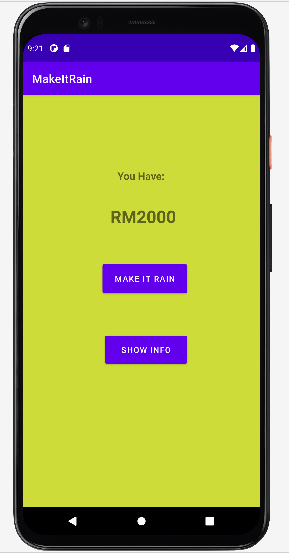 9:21
MakeItRain
You Have:
RM2000
MAKE IT RAIN
SHOW INFO